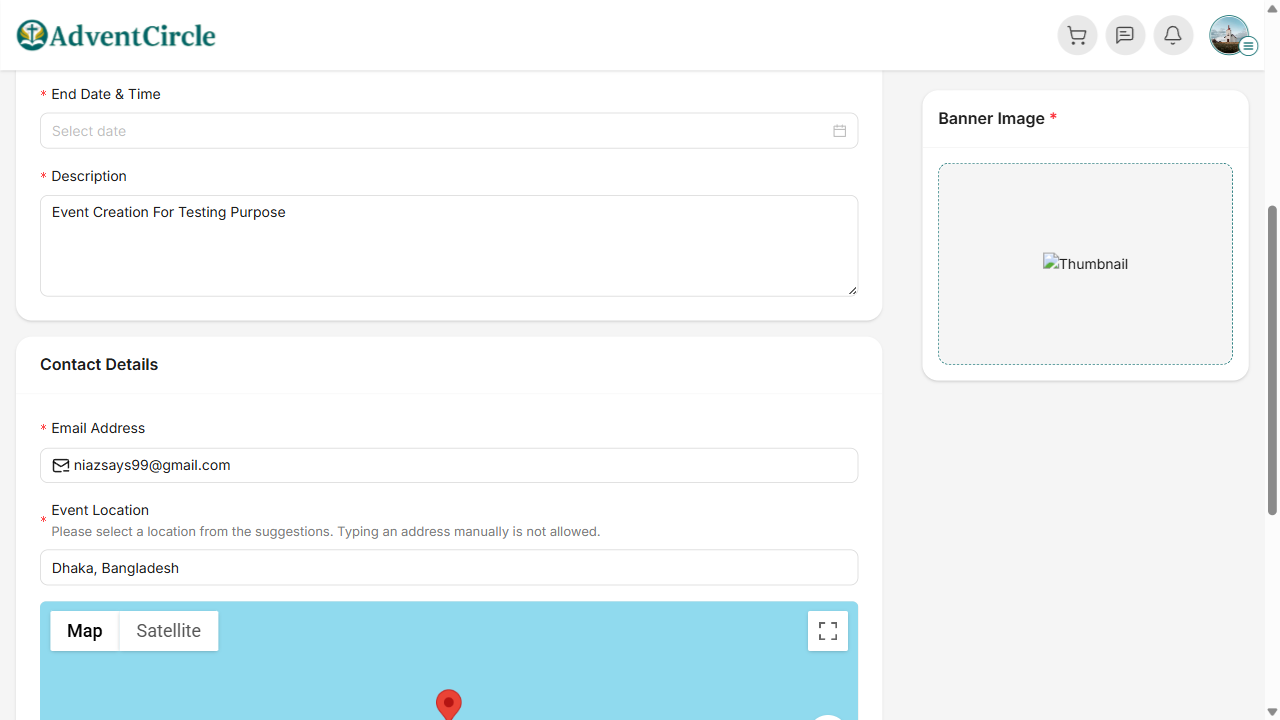 AdventCircle
* End Date & Time
Select date
* Description
Event Creation For Testing Purpose
Contact Details
* Email Address
niazsays99@gmail.com
* Event Location
Please select a location from the suggestions. Typing an address manually is not allowed.
Dhaka, Bangladesh
Map
Satellite
Banner Image *
Thumbnail